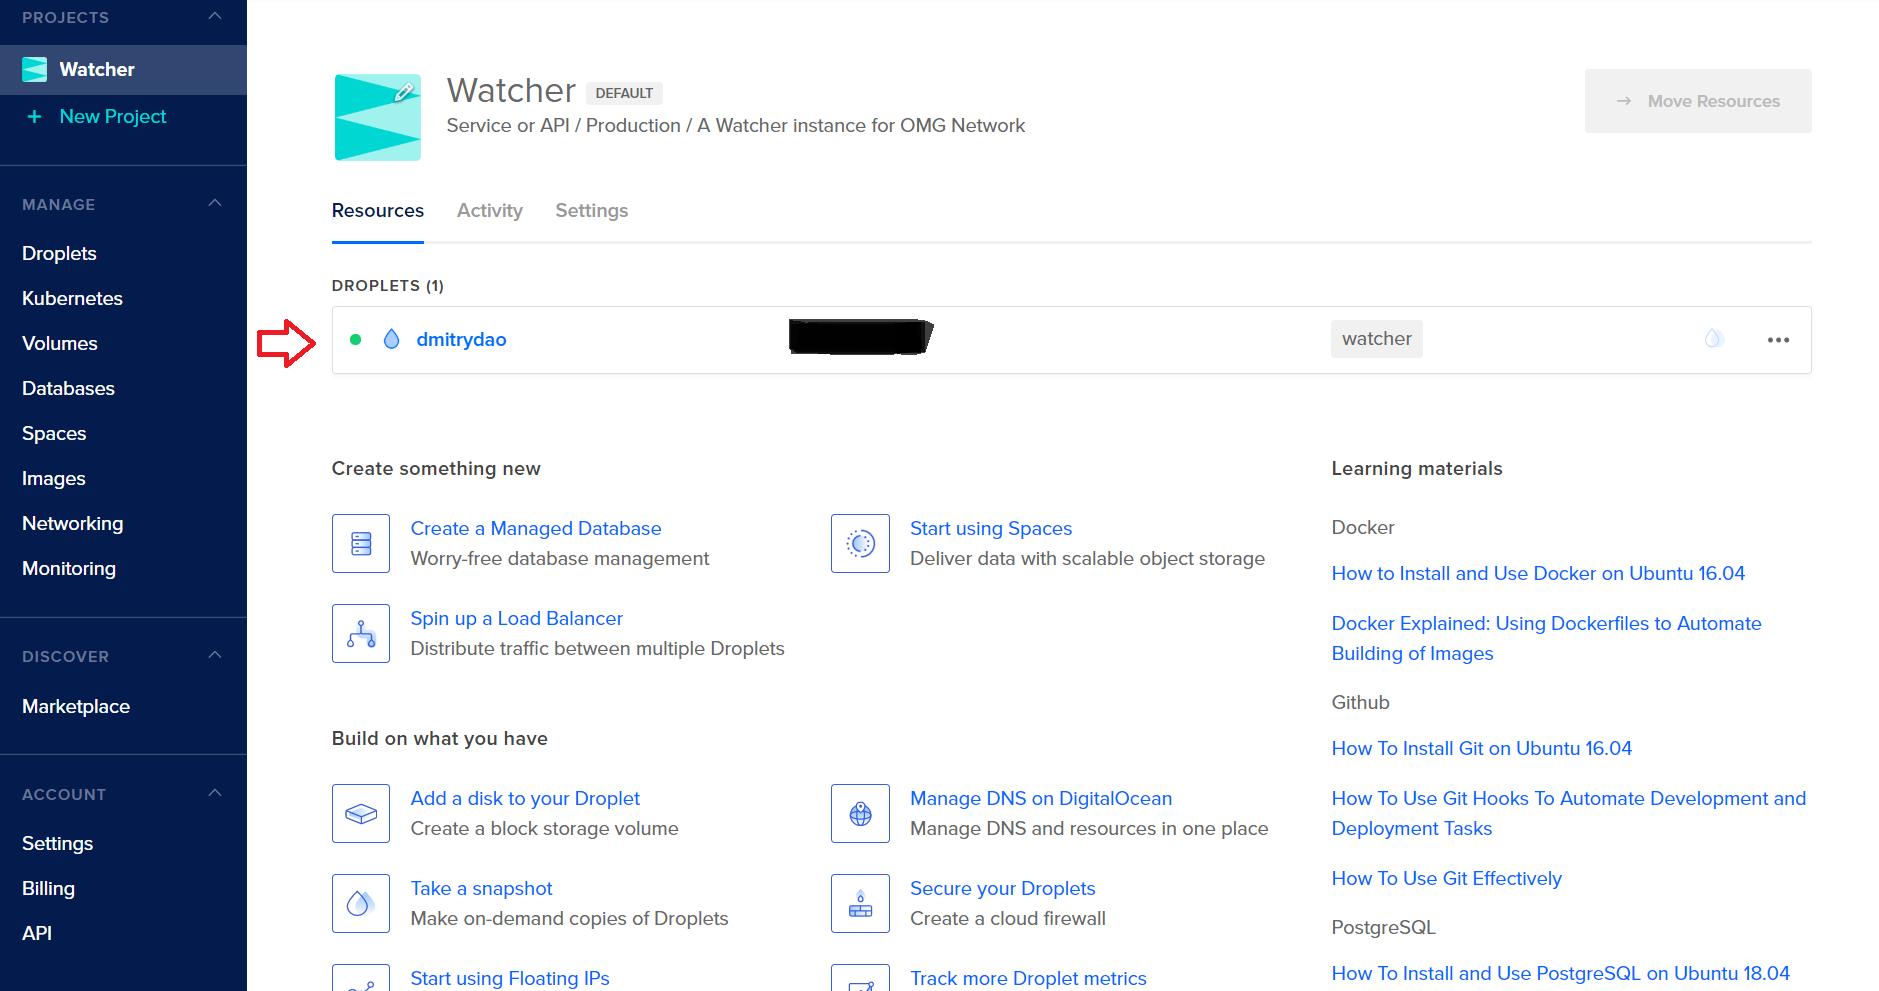 PROJECTS
Watcher
+ New Project
MANAGE
Droplets
Kubernetes
Volumes
Databases
Spaces
Images
Networking
Monitoring
DISCOVER
Marketplace
ACCOUNT
Settings
Billing
API
Watcher DEFAULT
Service or API / Production / A Watcher instance for OMG Network
→ Move Resources
Resources Activity Settings
DROPLETS (1)
dmitrydao watcher
Create something new
Create a Managed Database
Worry-free database management
Start using Spaces
Deliver data with scalable object storage
Spin up a Load Balancer
Distribute traffic between multiple Droplets
Build on what you have
Add a disk to your Droplet
Create a block storage volume
Manage DNS on DigitalOcean
Manage DNS and resources in one place
Take a snapshot
Make on-demand copies of Droplets
Secure your Droplets
Create a cloud firewall
Start using Floating IPs
Track more Droplet metrics
Learning materials
Docker
How to Install and Use Docker on Ubuntu 16.04
Docker Explained: Using Dockerfiles to Automate
Building of Images
Github
How To Install Git on Ubuntu 16.04
How To Use Git Hooks To Automate Development and
Deployment Tasks
How To Use Git Effectively
PostgreSQL
How To Install and Use PostgreSQL on Ubuntu 18.04